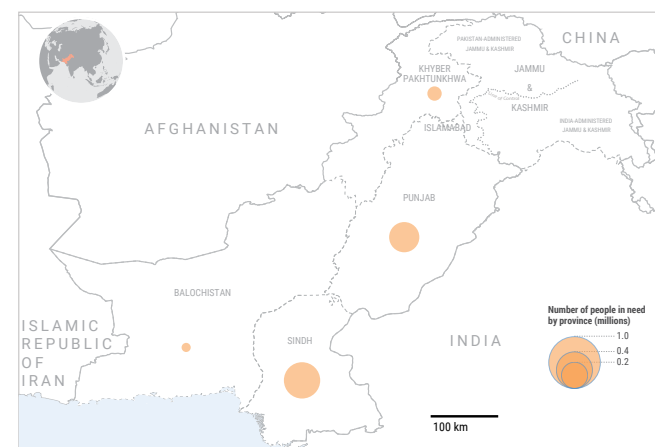 PAKISTAN-ADMINISTERED
JAMMU & KASHMIR
CHINA
KHYBER
PAKHTUNKHWA
JAMMU
&
KASHMIR
AFGHANISTAN
ISLAMABAD
INDIA-ADMINISTERED
JAMMU & KASHMIR
PUNJAB
BALOCHISTAN
ISLAMIC
REPUBLIC
OF
IRAN
SINDH
INDIA
Number of people in need
by province (millions)
1.0
0.4
0.2
100 km